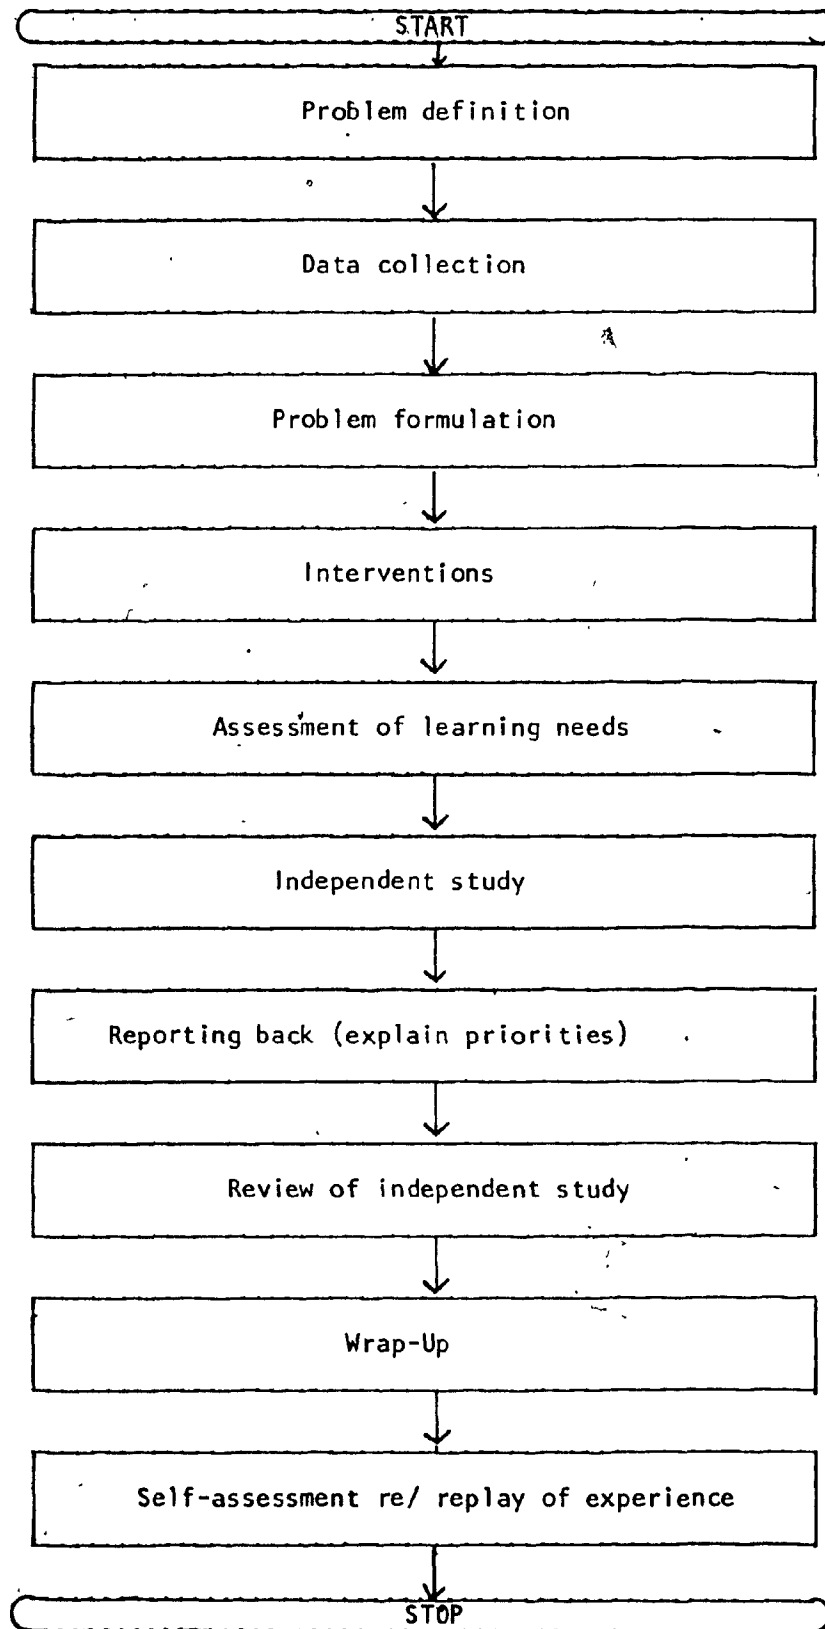 START
Problem definition
Data collection
Problem formulation
Interventions
Assessment of learning needs
Independent study
Reporting back (explain priorities)
Review of independent study
Wrap-Up
Self-assessment re/ replay of experience
STOP